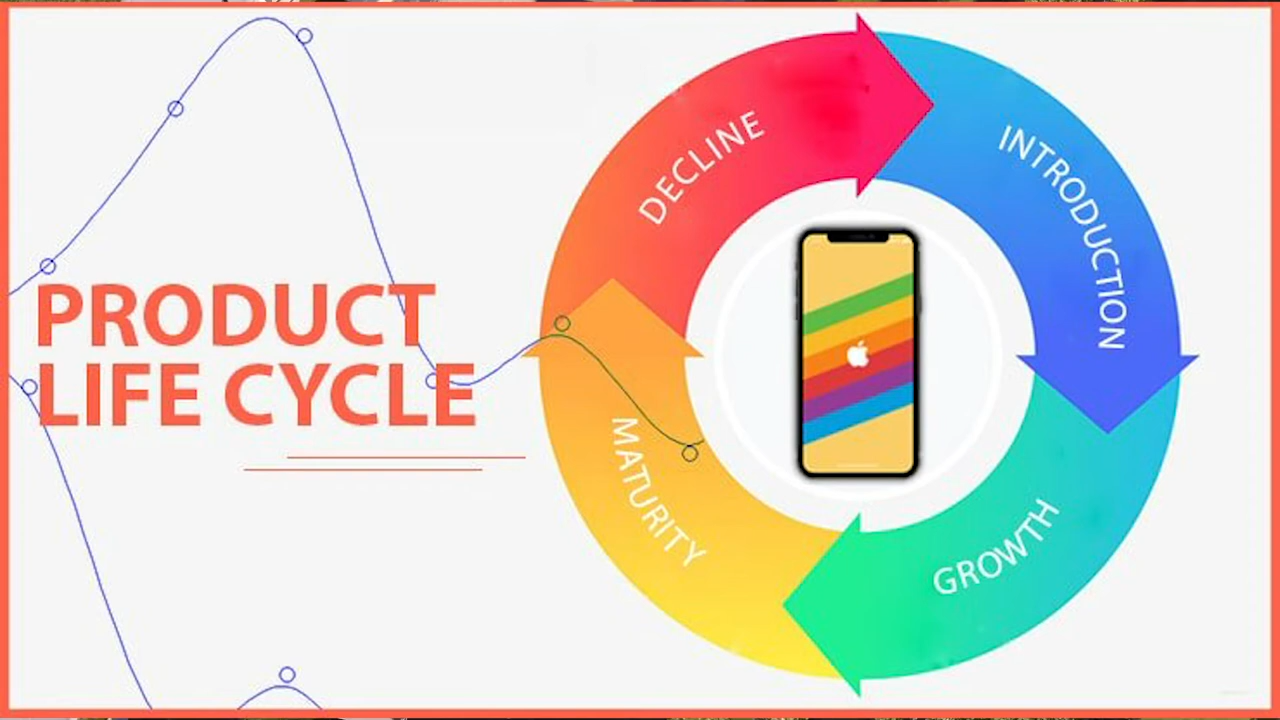 PRODUCT
LIFE CYCLE
DECLINE
INTRODUCTION
GROWTH
MATURITY